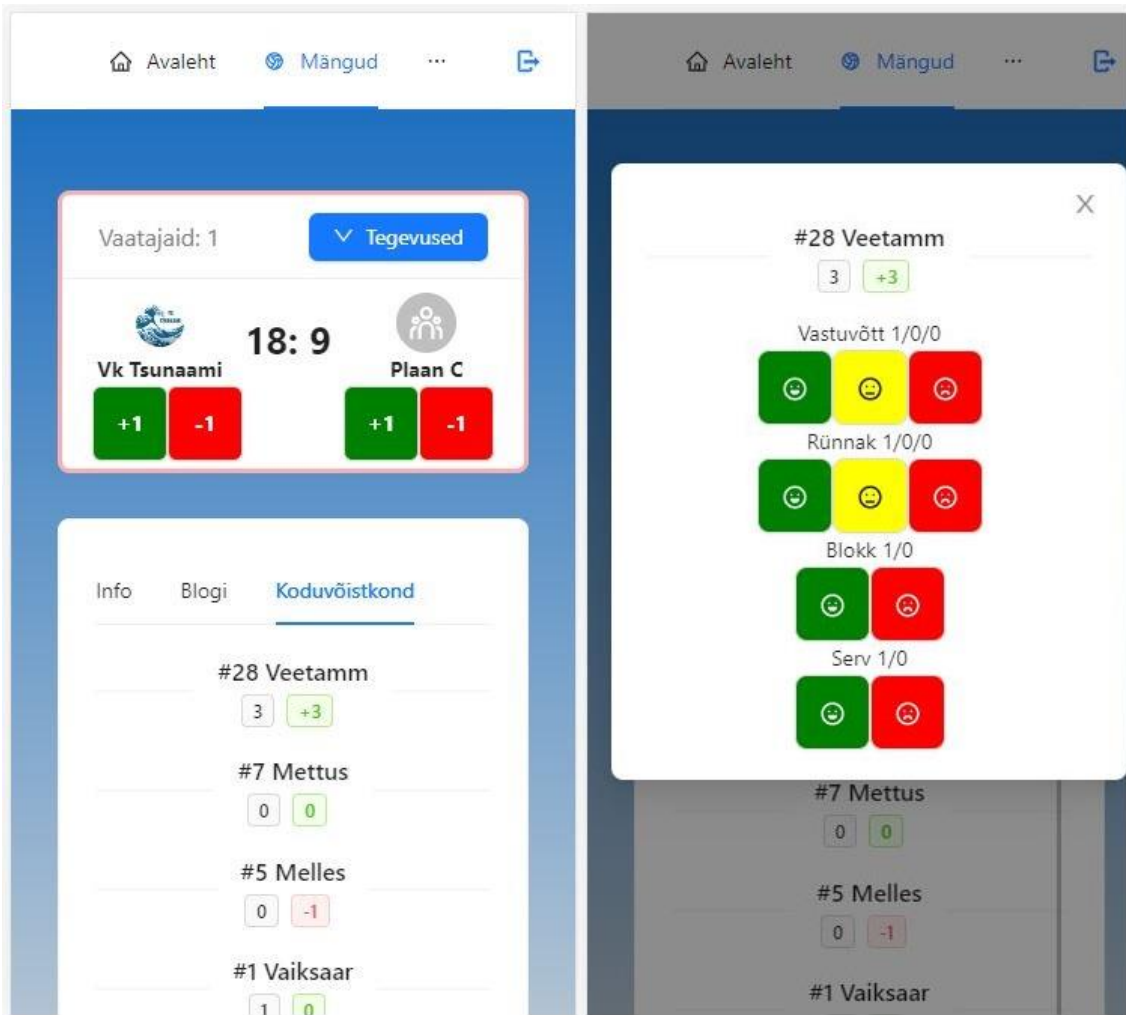 Avaleht Mängud ...
Vaatajaid: 1 Tegevused
18: 9
Vk Tsunaami Plaan C
+1 -1 +1 -1
Info Blogi Koduvõistkond
#28 Veetamm
3 +3
#7 Mettus
0 0
#5 Melles
0 -1
#1 Vaiksaar
1 0
Avaleht Mängud ...
X
#28 Veetamm
3 +3
Vastuvõtt 1/0/0
Rünnak 1/0/0
Blokk 1/0
Serv 1/0
#7 Mettus
0 0
#5 Melles
0 -1
#1 Vaiksaar